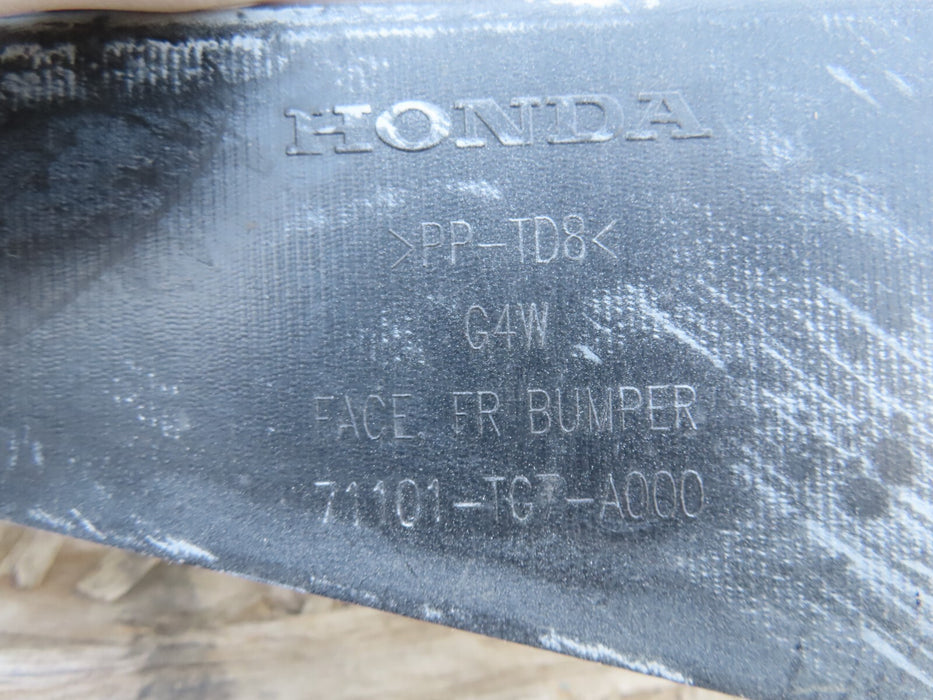 HONDA
>PP-TD8<
G4W
FACE, FR BUMPER
71101-TG7-A000